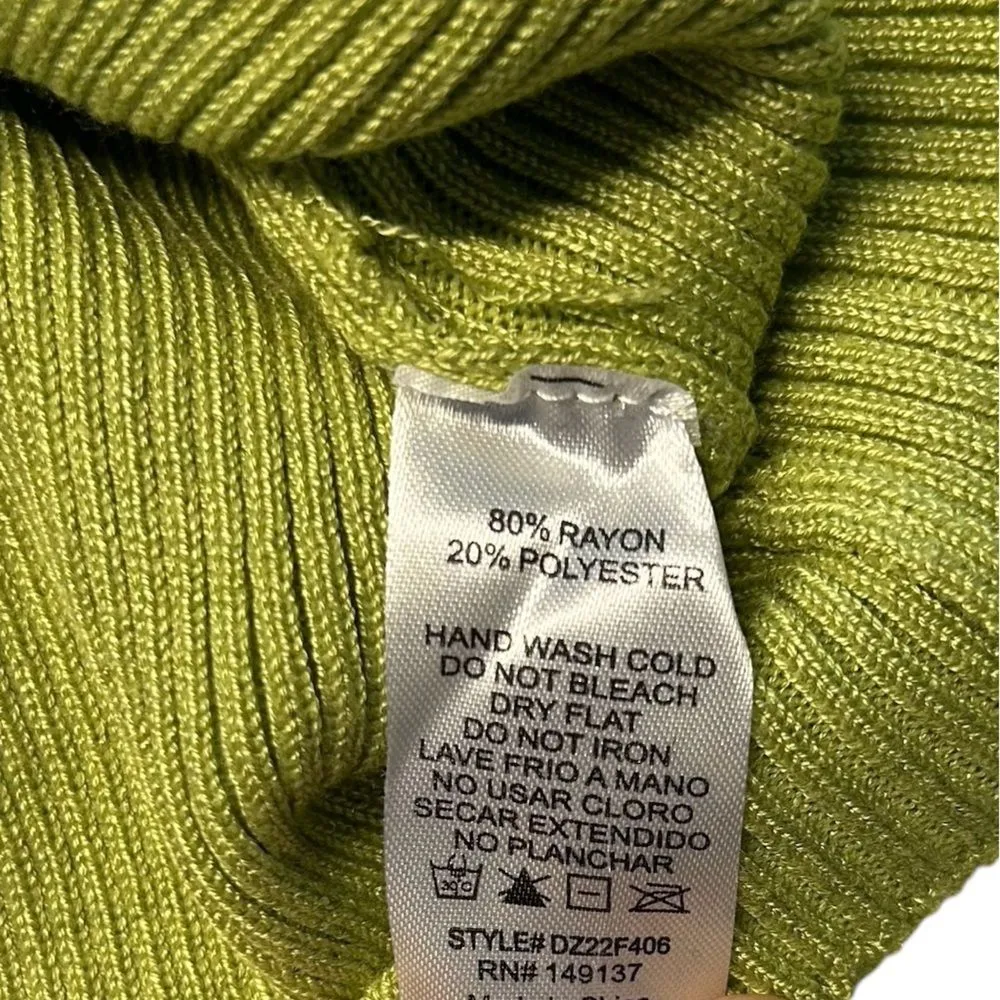 80% RAYON
20% POLYESTER
HAND WASH COLD
DO NOT BLEACH
DRY FLAT
DO NOT IRON
LAVE FRIO A MANO
NO USAR CLORO
SECAR EXTENDIDO
NO PLANCHAR
30°C
STYLE# DZ22F406
RN# 149137